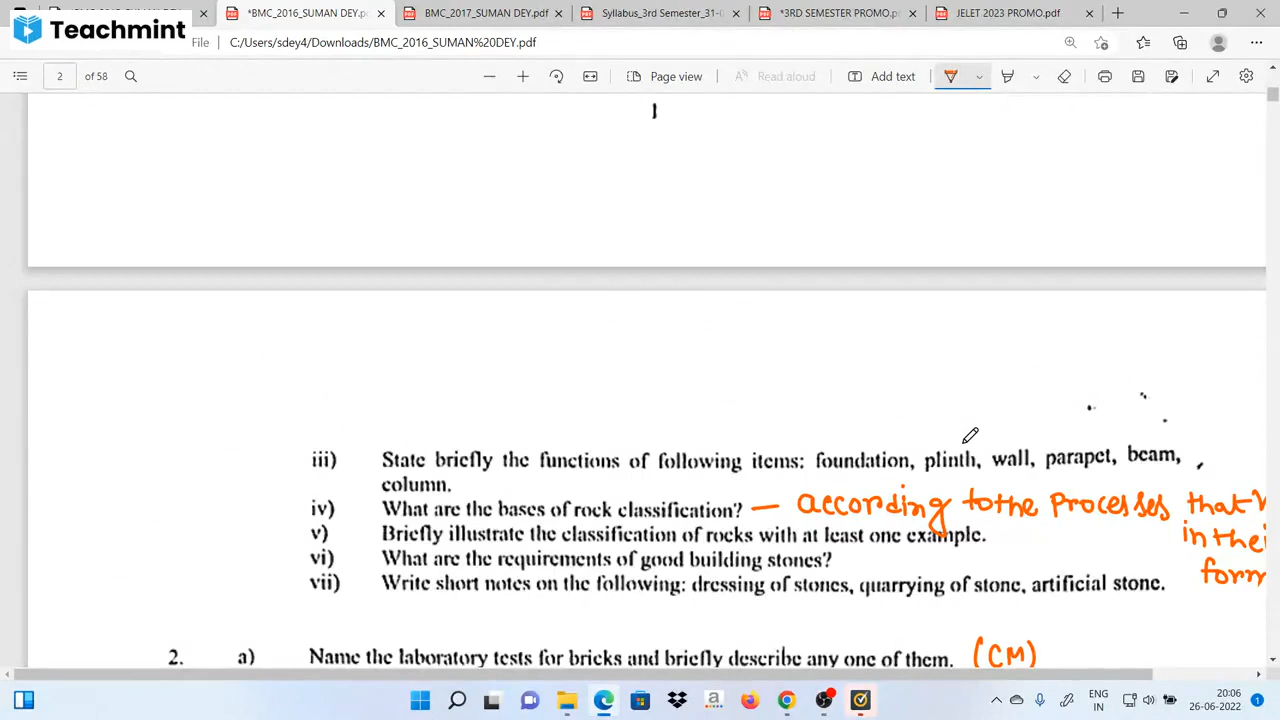 Teachmint
*BMC_2016_SUMAN DEY.pdf
*3RD SEMESTER PROMO
JELET 2023 PROMO.pdf
File C:/Users/sdey4/Downloads/BMC_2016_SUMAN%20DEY.pdf
2 of 58
Page view
Read aloud
Add text
iii) State briefly the functions of following items: foundation, plinth, wall, parapet, beam,
column.
iv) What are the bases of rock classification? — according to the Processes that
in thei
v) Briefly illustrate the classification of rocks with at least one example.
vi) What are the requirements of good building stones?
form
vii) Write short notes on the following: dressing of stones, quarrying of stone, artificial stone.
2. a) Name the laboratory tests for bricks and briefly describe any one of them. (CM)
ENG
IN
20:06
26-06-2022
1